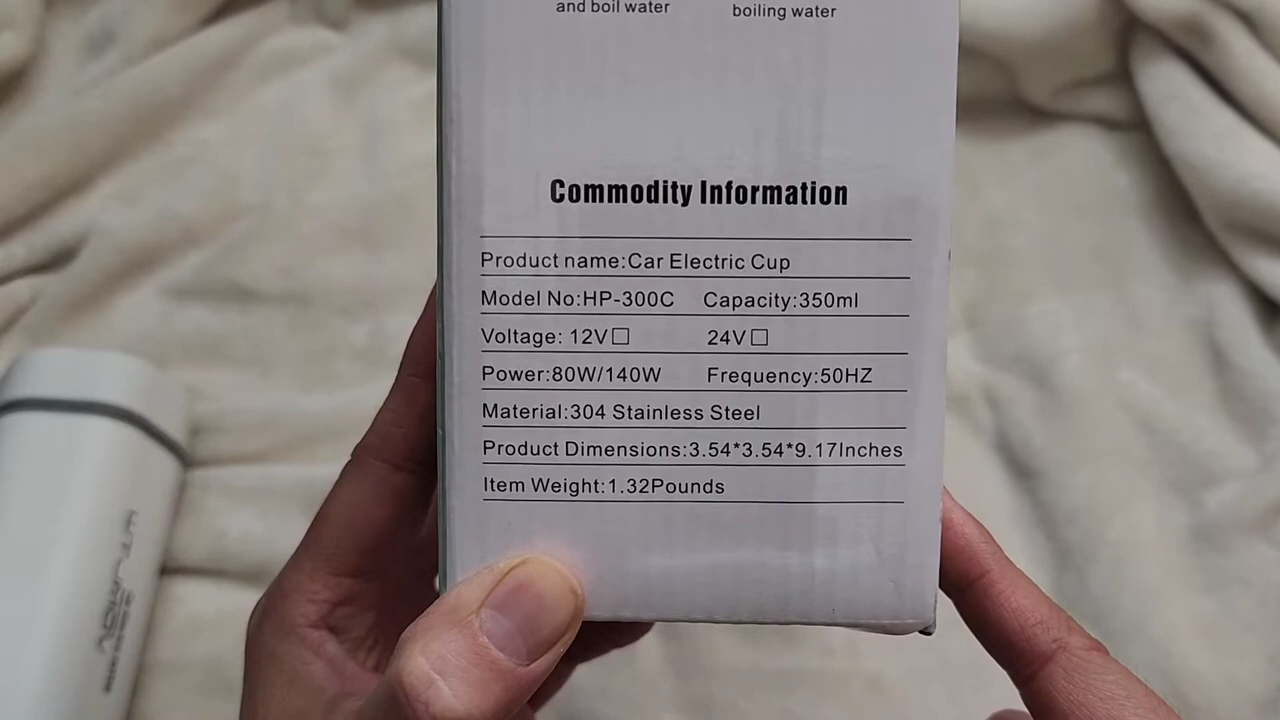 and boil water
boiling water
Commodity Information
Product name:Car Electric Cup
Model No:HP-300C Capacity:350ml
Voltage: 12V□ 24V□
Power:80W/140W Frequency:50HZ
Material:304 Stainless Steel
Product Dimensions:3.54*3.54*9.17Inches
Item Weight:1.32Pounds